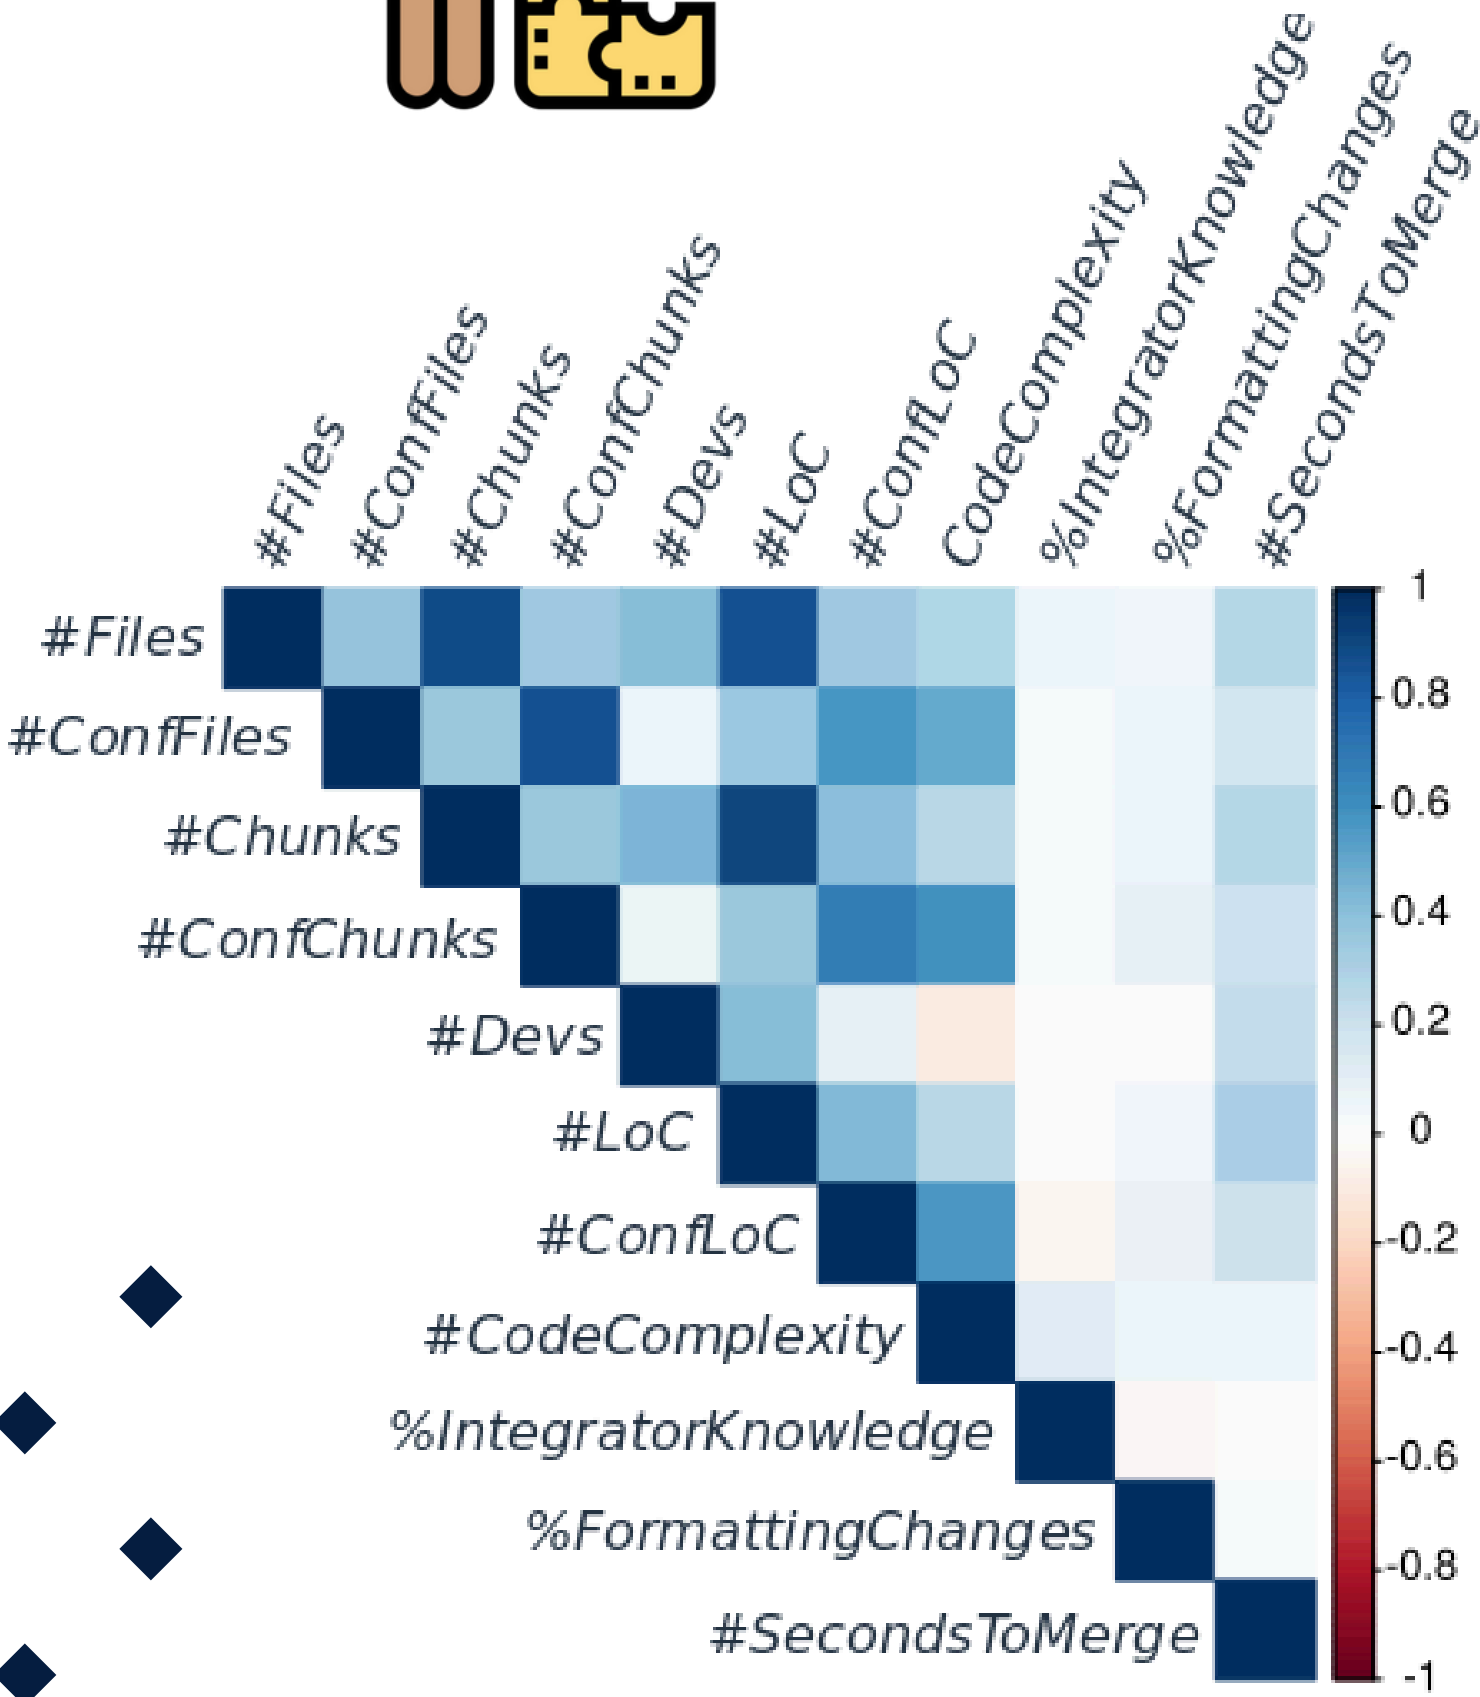 #Files
#ConfFiles
#Chunks
#ConfChunks
#Devs
#LoC
#ConfLoC
CodeComplexity
%IntegratorKnowledge
%FormattingChanges
#SecondsToMerge
#Files
#ConfFiles
#Chunks
#ConfChunks
#Devs
#LoC
#ConfLoC
#CodeComplexity
%IntegratorKnowledge
%FormattingChanges
#SecondsToMerge
1
0.8
0.6
0.4
0.2
0
-0.2
-0.4
-0.6
-0.8
-1